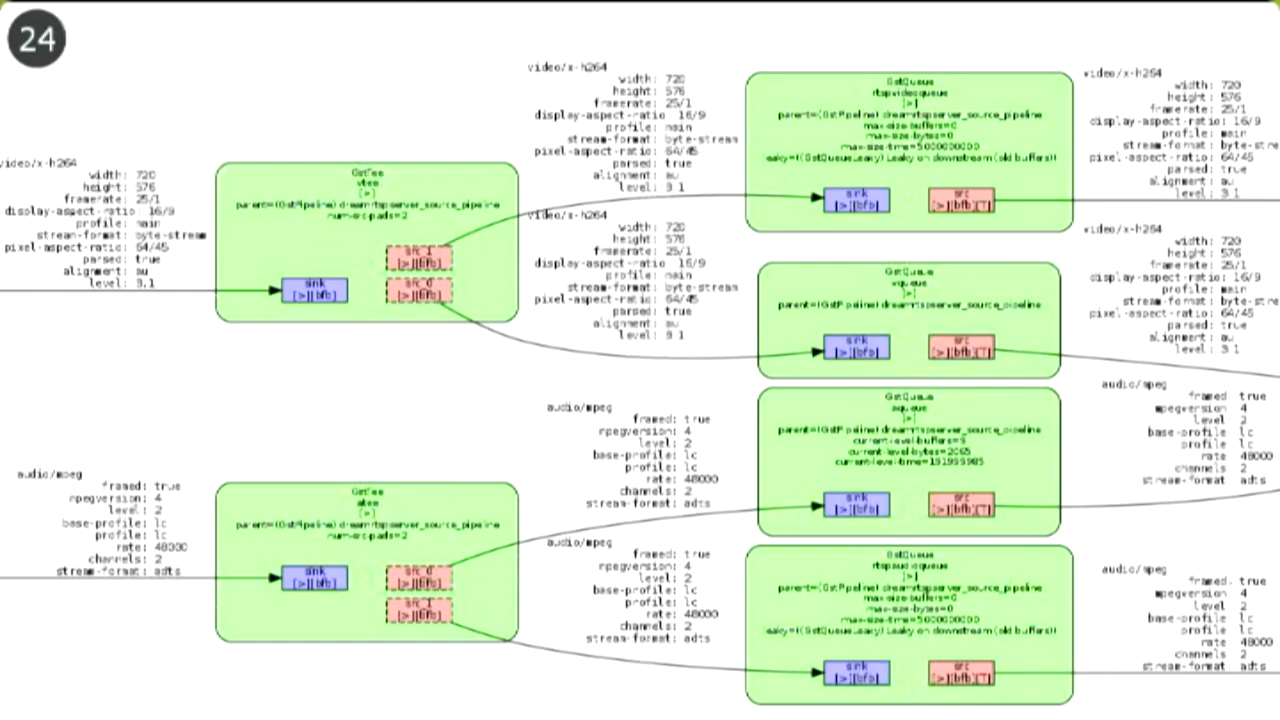 24
video/x-h264
width: 720
height: 576
framerate: 25/1
display-aspect-ratio 16/9
profile: main
stream-format: byte-stream
pixel-aspect-ratio: 64/45
parsed: true
alignment: au
level: 3.1
GstTee
vtee
[>]
parent=(GstPipeline) dreamrtspserver_source_pipeline
num-src-pads=2
sink
[>][bfb]
src_1
[>][bfb]
src_0
[>][bfb]
video/x-h264
width: 720
height: 576
framerate: 25/1
display-aspect-ratio 16/9
profile: main
stream-format: byte-stream
pixel-aspect-ratio: 64/45
parsed: true
alignment: au
level: 3 1
video/x-h264
width: 720
height: 576
framerate: 25/1
display-aspect-ratio 16/9
profile: main
stream-format: byte-stream
pixel-aspect-ratio: 64/45
parsed: true
alignment: au
level: 3 1
GstQueue
rtspvideoqueue
[>]
parent=(GstPipeline) dreamrtspserver_source_pipeline
max-size-buffers=0
max-size-bytes=0
max-size-time=5000000000
leaky=((GstQueueLeaky) Leaky on downstream (old buffers))
sink
[>][bfb]
src
[>][bfb][T]
video/x-h264
width: 720
height: 576
framerate: 25/1
display-aspect-ratio: 16/9
profile: main
stream-format: byte-stre
pixel-aspect-ratio: 64/45
parsed: true
alignment: au
level: 3 1
GstQueue
vqueue
[>]
parent=(GstPipeline) dreamrtspserver_source_pipeline
sink
[>][bfb]
src
[>][bfb][T]
video/x-h264
width: 720
height: 576
framerate: 25/1
display-aspect-ratio: 16/9
profile: main
stream-format: byte-stre
pixel-aspect-ratio: 64/45
parsed: true
alignment: au
level: 3 1
audio/mpeg
framed: true
mpegversion: 4
level: 2
base-profile: lc
profile: lc
rate: 48000
channels: 2
stream-format: adts
GstTee
atee
[>]
parent=(GstPipeline) dreamrtspserver_source_pipeline
num-src-pads=2
sink
[>][bfb]
src_0
[>][bfb]
src_1
[>][bfb]
audio/mpeg
framed: true
mpegversion: 4
level: 2
base-profile: lc
profile: lc
rate: 48000
channels: 2
stream-format: adts
audio/mpeg
framed: true
mpegversion: 4
level: 2
base-profile: lc
profile: lc
rate: 48000
channels: 2
stream-format: adts
GstQueue
aqueue
[>]
parent=(GstPipeline) dreamrtspserver_source_pipeline
current-level-buffers=9
current-level-bytes=2065
sink
[>][bfb]
src
[>][bfb][T]
audio/mpeg
framed true
mpegversion 4
level 2
base-profile lc
profile lc
rate 48000
channels 2
stream-format adts
GstQueue
rtspaudioqueue
[>]
parent=(GstPipeline) dreamrtspserver_source_pipeline
max-size-buffers=0
max-size-bytes=0
max-size-time=5000000000
leaky=((GstQueueLeaky) Leaky on downstream (old buffers))
sink
[>][bfb]
src
[>][bfb][T]
audio/mpeg
framed. true
mpegversion 4
level 2
base-profile lc
profile lc
rate 48000
channels 2
stream-format adts